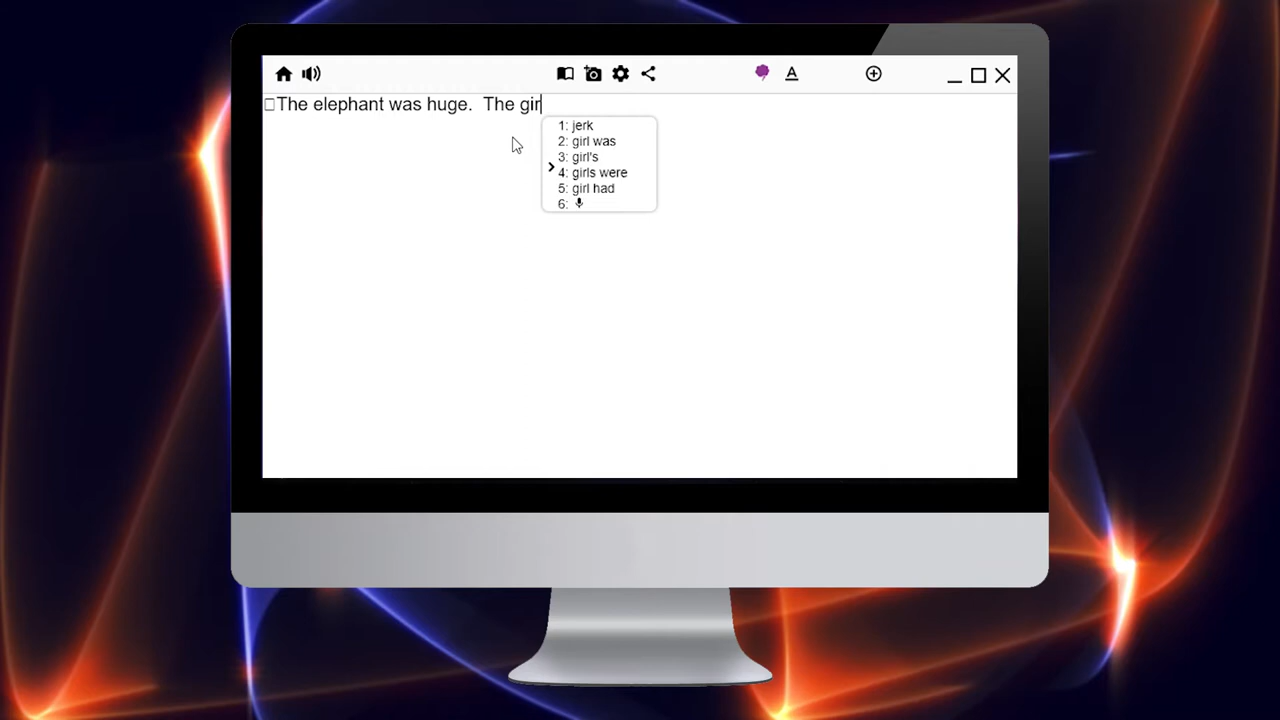 The elephant was huge.  The gir
1: jerk
2: girl was
3: girl's
4: girls were
5: girl had
6: